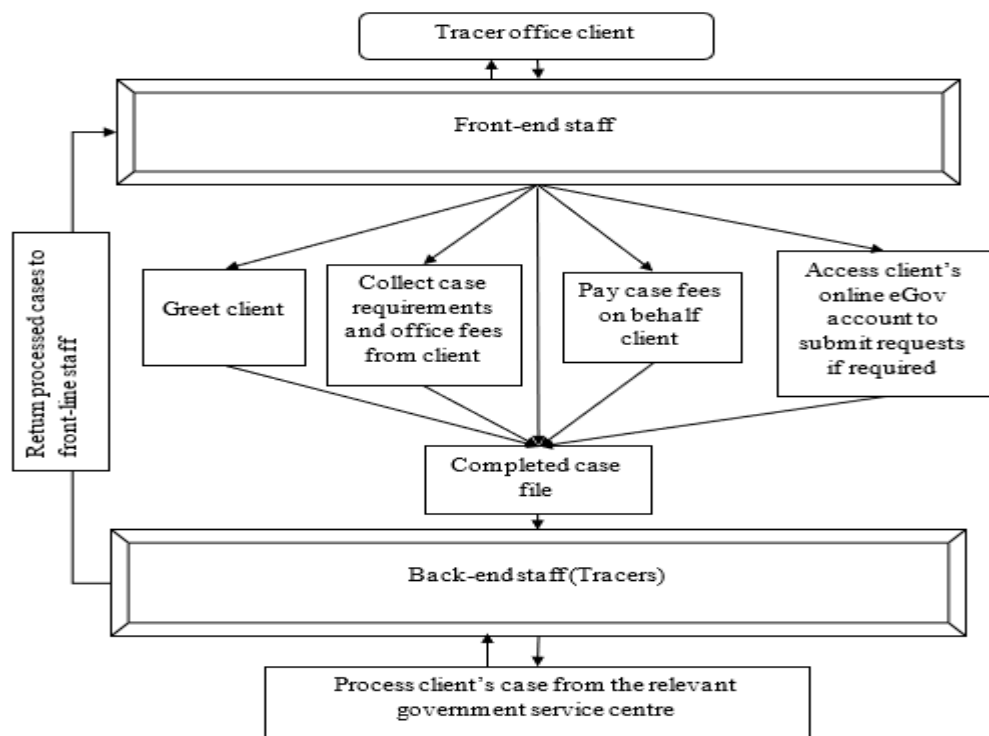 Tracer office client
Front-end staff
Return processed cases to
front-line staff
Greet client
Collect case
requirements
and office fees
from client
Pay case fees
on behalf
client
Access client’s
online eGov
account to
submit requests
if required
Completed case
file
Back-end staff (Tracers)
Process client’s case from the relevant
government service centre